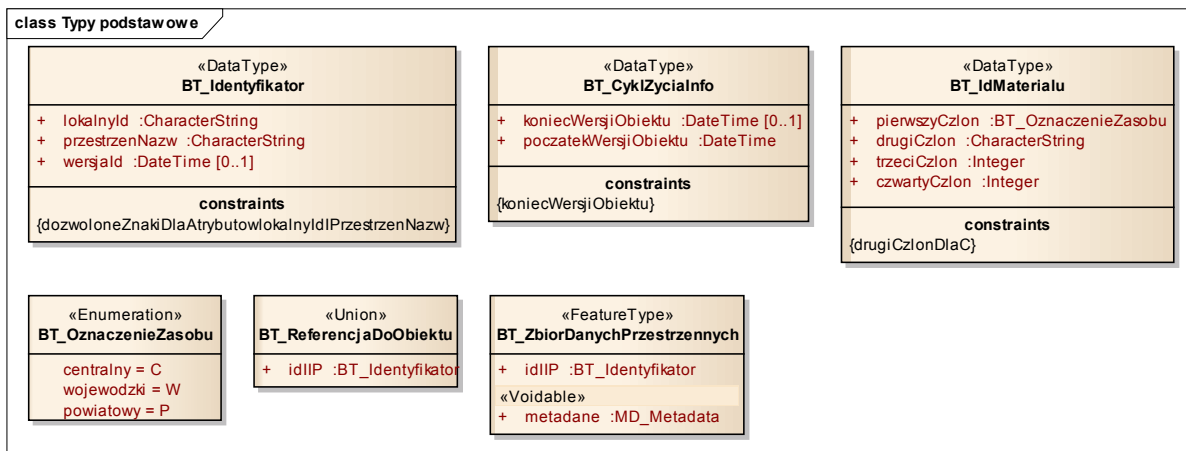 class Typy podstawowe
«DataType»
BT_Identyfikator
+ lokalnyId :CharacterString
+ przestrzenNazw :CharacterString
+ wersjaId :DateTime [0..1]
constraints
{dozwoloneZnakiDlaAtrybutowlokalnyIdIPrzestrzenNazw}
«DataType»
BT_CyklZyciaInfo
+ koniecWersjiObiektu :DateTime [0..1]
+ poczatekWersjiObiektu :DateTime
constraints
{koniecWersjiObiektu}
«DataType»
BT_IdMaterialu
+ pierwszyCzlon :BT_OznaczenieZasobu
+ drugiCzlon :CharacterString
+ trzeciCzlon :Integer
+ czwartyCzlon :Integer
constraints
{drugiCzlonDlaC}
«Enumeration»
BT_OznaczenieZasobu
centralny = C
wojewodzki = W
powiatowy = P
«Union»
BT_ReferencjaDoObiektu
+ idIIP :BT_Identyfikator
«FeatureType»
BT_ZbiorDanychPrzestrzennych
+ idIIP :BT_Identyfikator
«Voidable»
+ metadane :MD_Metadata